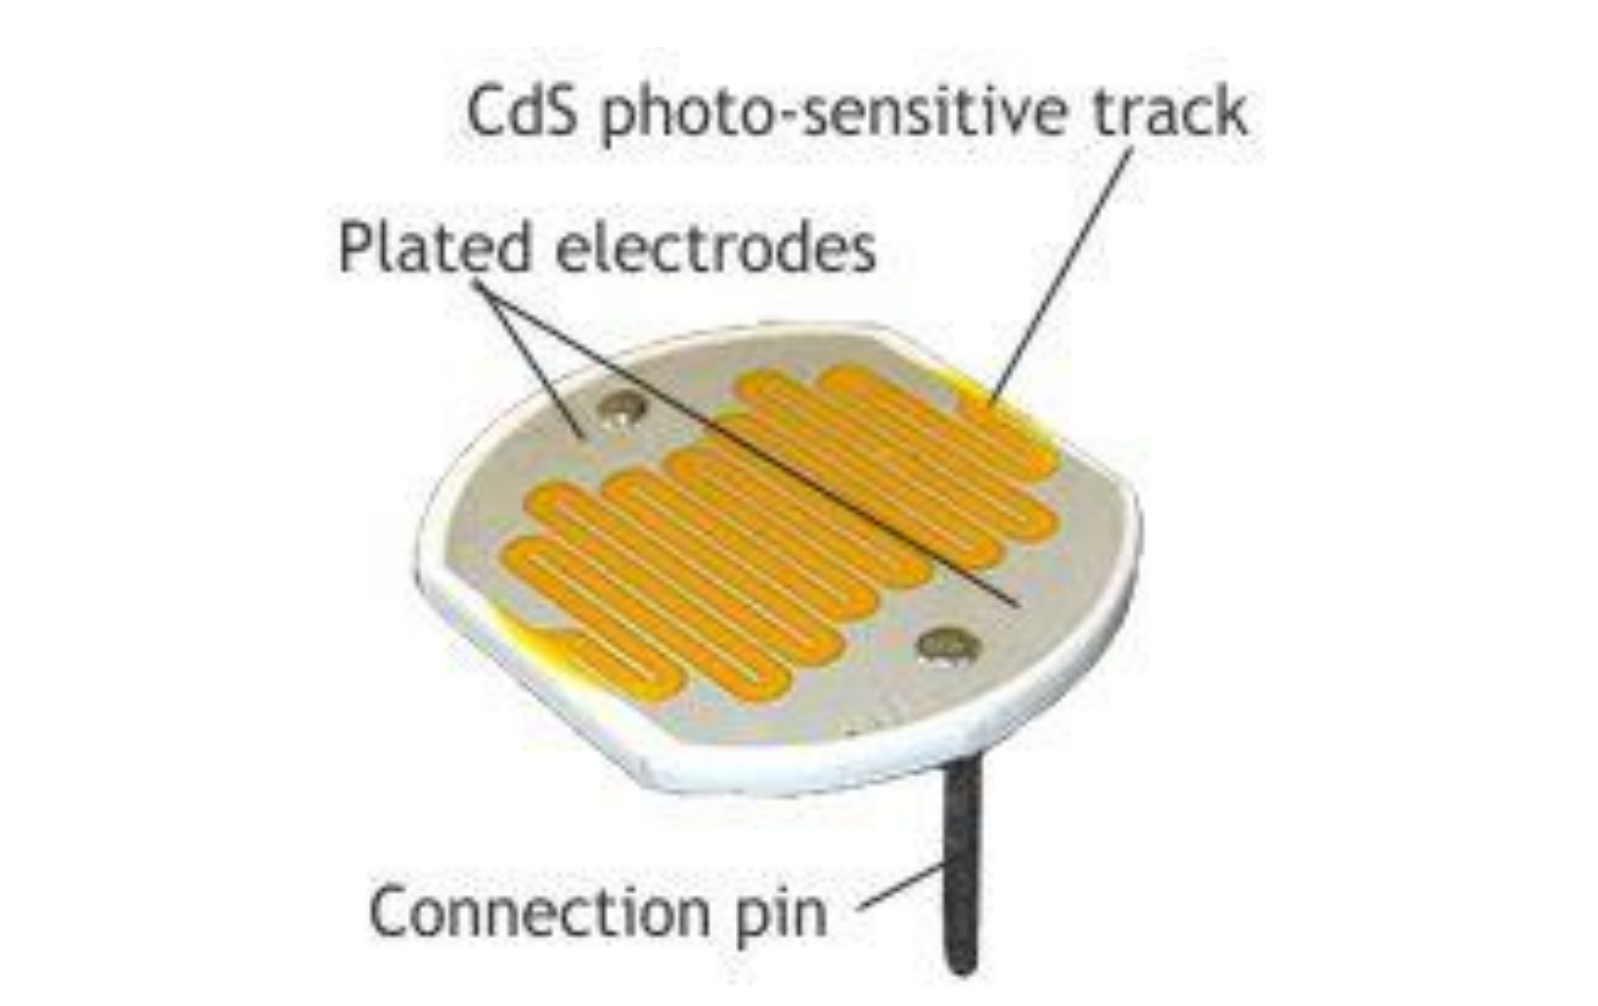 CdS photo-sensitive track
Plated electrodes
Connection pin